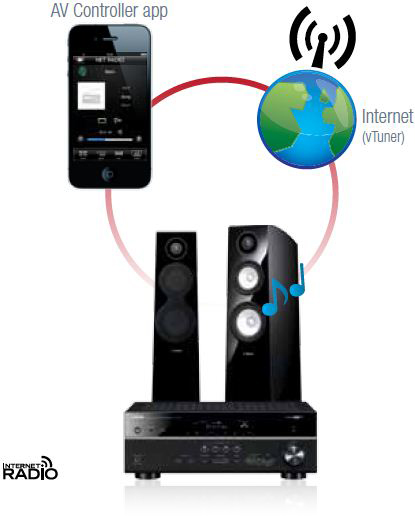 AV Controller app
NET RADIO
Internet
(vTuner)
INTERNET
RADIO